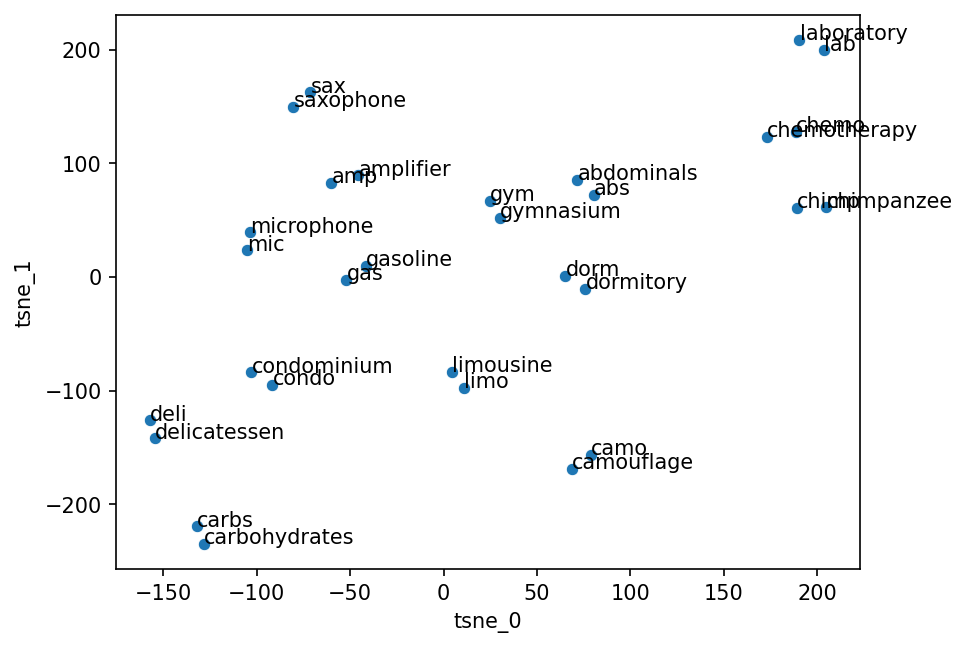 200
laboratory
lab
sax
saxophone
chemo
chemotherapy
100
amplifier
amp
abdominals
abs
gym
gymnasium
chimp
chimpanzee
microphone
mic
gasoline
gas
0
dorm
dormitory
tsne_1
condominium
condo
limousine
limo
−100
deli
delicatessen
camo
camouflage
−200
carbs
carbohydrates
−150 −100 −50 0 50 100 150 200
tsne_0